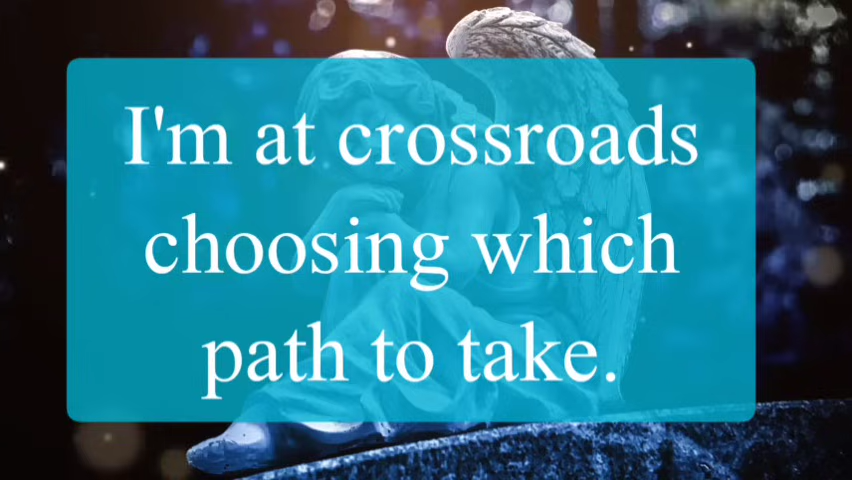 I'm at crossroads
choosing which
path to take.